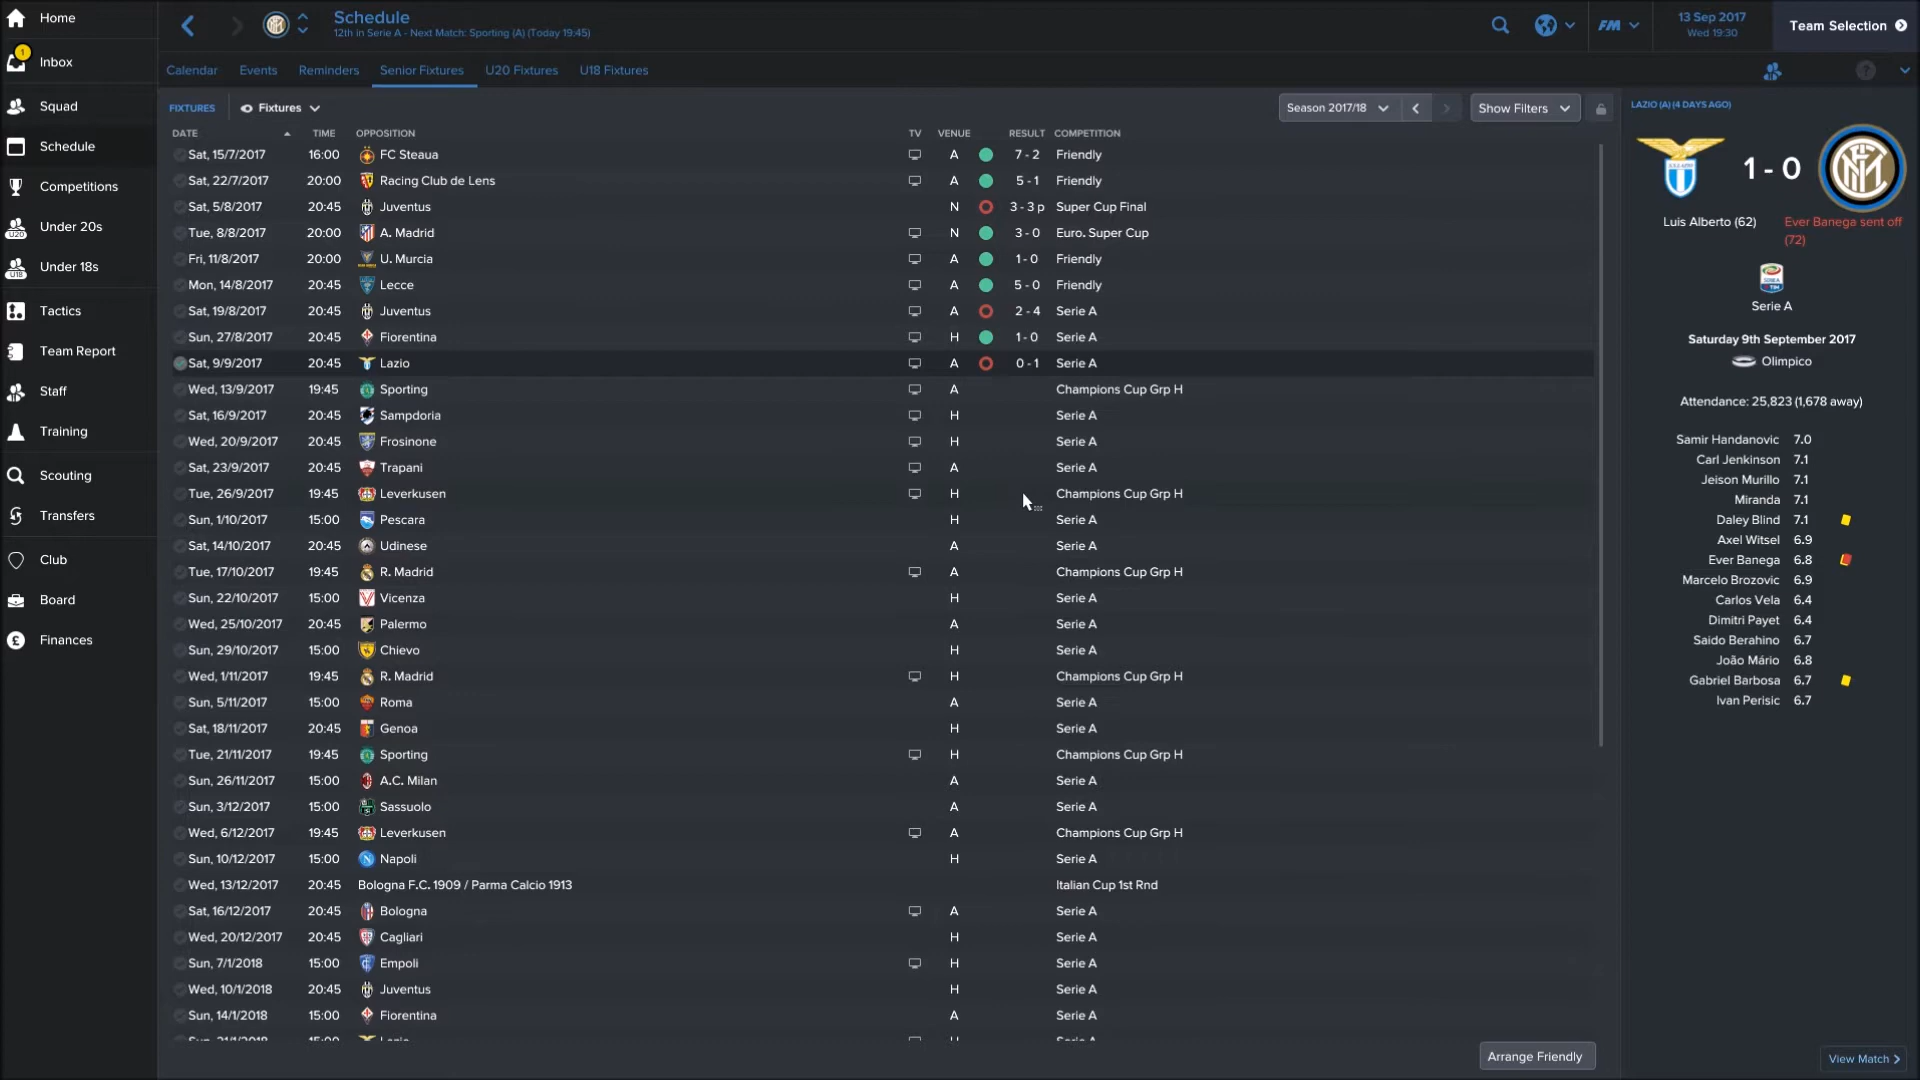 Home
Inbox
1
Squad
Schedule
Competitions
Under 20s
U20
Under 18s
U18
Tactics
Team Report
Staff
Training
Scouting
Transfers
Club
Board
Finances
Schedule
12th in Serie A - Next Match: Sporting (A) (Today 19:45)
FM
13 Sep 2017
Wed 19:30
Team Selection
Calendar Events Reminders Senior Fixtures U20 Fixtures U18 Fixtures
FIXTURES Fixtures Season 2017/18 Show Filters
DATE TIME OPPOSITION TV VENUE RESULT COMPETITION
Sat, 15/7/2017 16:00 FC Steaua A 7 - 2 Friendly
Sat, 22/7/2017 20:00 Racing Club de Lens A 5 - 1 Friendly
Sat, 5/8/2017 20:45 Juventus N 3 - 3 p Super Cup Final
Tue, 8/8/2017 20:00 A. Madrid N 3 - 0 Euro. Super Cup
Fri, 11/8/2017 20:00 U. Murcia A 1 - 0 Friendly
Mon, 14/8/2017 20:45 Lecce A 5 - 0 Friendly
Sat, 19/8/2017 20:45 Juventus A 2 - 4 Serie A
Sun, 27/8/2017 20:45 Fiorentina H 1 - 0 Serie A
Sat, 9/9/2017 20:45 Lazio A 0 - 1 Serie A
Wed, 13/9/2017 19:45 Sporting A Champions Cup Grp H
Sat, 16/9/2017 20:45 Sampdoria H Serie A
Wed, 20/9/2017 20:45 Frosinone H Serie A
Sat, 23/9/2017 20:45 Trapani A Serie A
Tue, 26/9/2017 19:45 Leverkusen H Champions Cup Grp H
Sun, 1/10/2017 15:00 Pescara H Serie A
Sat, 14/10/2017 20:45 Udinese A Serie A
Tue, 17/10/2017 19:45 R. Madrid A Champions Cup Grp H
Sun, 22/10/2017 15:00 Vicenza H Serie A
Wed, 25/10/2017 20:45 Palermo A Serie A
Sun, 29/10/2017 15:00 Chievo H Serie A
Wed, 1/11/2017 19:45 R. Madrid H Champions Cup Grp H
Sun, 5/11/2017 15:00 Roma A Serie A
Sat, 18/11/2017 20:45 Genoa H Serie A
Tue, 21/11/2017 19:45 Sporting H Champions Cup Grp H
Sun, 26/11/2017 15:00 A.C. Milan A Serie A
Sun, 3/12/2017 15:00 Sassuolo A Serie A
Wed, 6/12/2017 19:45 Leverkusen A Champions Cup Grp H
Sun, 10/12/2017 15:00 Napoli H Serie A
Wed, 13/12/2017 20:45 Bologna F.C. 1909 / Parma Calcio 1913 Italian Cup 1st Rnd
Sat, 16/12/2017 20:45 Bologna A Serie A
Wed, 20/12/2017 20:45 Cagliari H Serie A
Sun, 7/1/2018 15:00 Empoli H Serie A
Wed, 10/1/2018 20:45 Juventus H Serie A
Sun, 14/1/2018 15:00 Fiorentina A Serie A
Arrange Friendly
LAZIO (A) (4 DAYS AGO)
1 - 0
Luis Alberto (62) Ever Banega sent off
(72)
Serie A
Saturday 9th September 2017
Olimpico
Attendance: 25,823 (1,678 away)
Samir Handanovic 7.0
Carl Jenkinson 7.1
Jeison Murillo 7.1
Miranda 7.1
Daley Blind 7.1
Axel Witsel 6.9
Ever Banega 6.8
Marcelo Brozovic 6.9
Carlos Vela 6.4
Dimitri Payet 6.4
Saido Berahino 6.7
João Mário 6.8
Gabriel Barbosa 6.7
Ivan Perisic 6.7
View Match